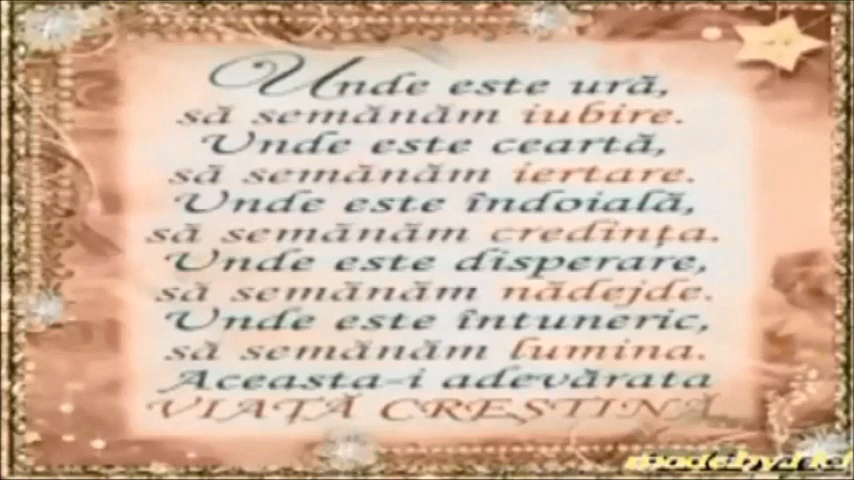 Unde este ură,
să semănăm iubire.
Unde este ceartă,
să semănăm iertare.
Unde este îndoială,
să semănăm credința.
Unde este disperare,
să semănăm nădejde.
Unde este întuneric,
să semănăm lumina.
Aceasta-i adevărata
VIAȚĂ CREȘTINĂ